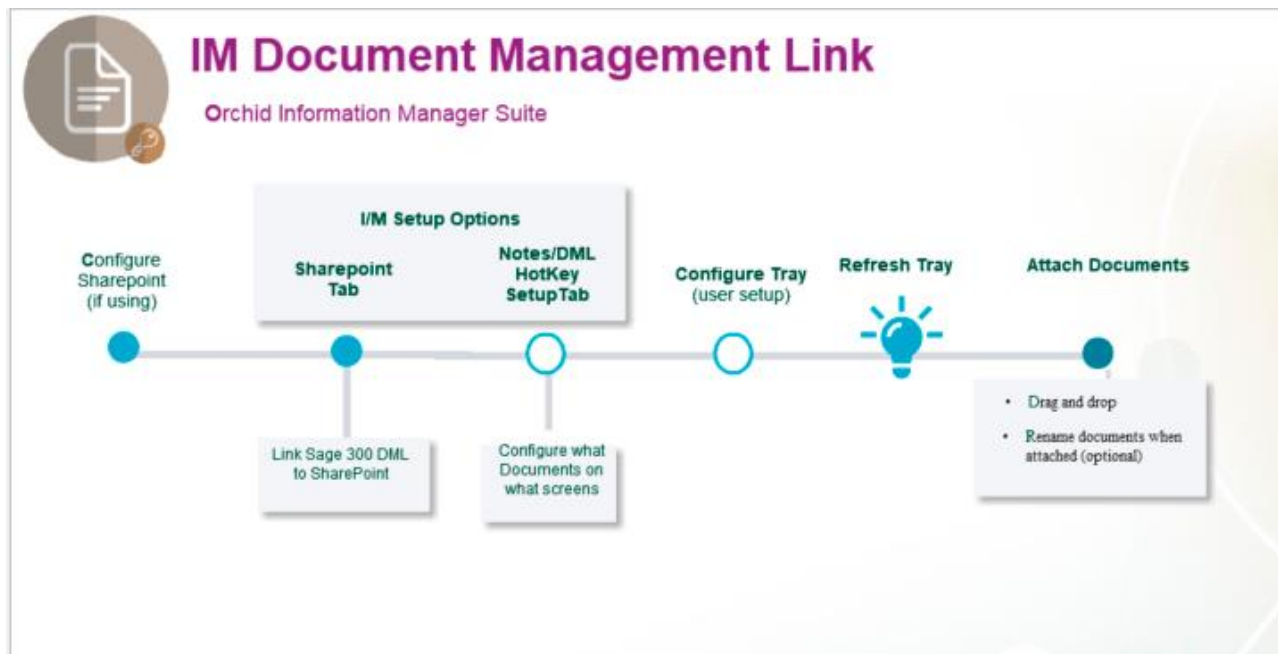 IM Document Management Link
Orchid Information Manager Suite
Configure
Sharepoint
(if using)
I/M Setup Options
Sharepoint
Tab
Notes/DML
HotKey
SetupTab
Configure Tray
(user setup)
Refresh Tray
Attach Documents
Link Sage 300 DML
to SharePoint
Configure what
Documents on
what screens
• Drag and drop
• Rename documents when
attached (optional)